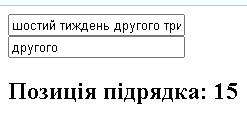 шостий тиждень другого три
другого
Позиція підрядка: 15